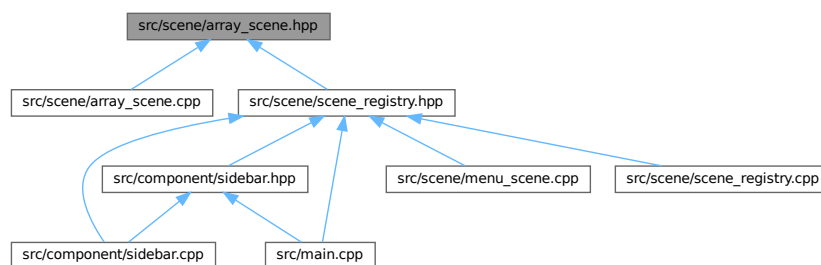 src/scene/array_scene.hpp
src/scene/array_scene.cpp
src/scene/scene_registry.hpp
src/component/sidebar.hpp
src/scene/menu_scene.cpp
src/scene/scene_registry.cpp
src/component/sidebar.cpp
src/main.cpp